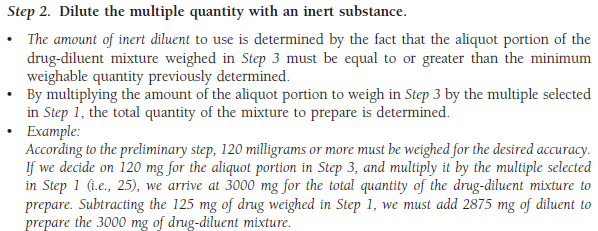 Step 2. Dilute the multiple quantity with an inert substance.
• The amount of inert diluent to use is determined by the fact that the aliquot portion of the
drug-diluent mixture weighed in Step 3 must be equal to or greater than the minimum
weighable quantity previously determined.
• By multiplying the amount of the aliquot portion to weigh in Step 3 by the multiple selected
in Step 1, the total quantity of the mixture to prepare is determined.
• Example:
According to the preliminary step, 120 milligrams or more must be weighed for the desired accuracy.
If we decide on 120 mg for the aliquot portion in Step 3, and multiply it by the multiple selected
in Step 1 (i.e., 25), we arrive at 3000 mg for the total quantity of the drug-diluent mixture to
prepare. Subtracting the 125 mg of drug weighed in Step 1, we must add 2875 mg of diluent to
prepare the 3000 mg of drug-diluent mixture.